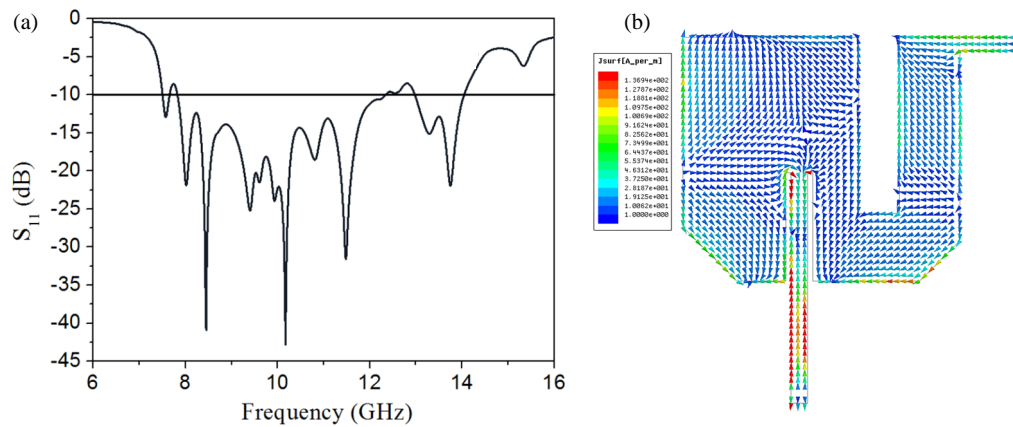 (a)
0
-5
-10
-15
-20
-25
-30
-35
-40
-45
S11 (dB)
6 8 10 12 14 16
Frequency (GHz)
(b)
Jsurf[A_per_m]
1.3694e+002
1.2787e+002
1.1881e+002
1.0975e+002
1.0069e+002
9.1624e+001
8.2562e+001
7.3499e+001
6.4437e+001
5.5374e+001
4.6312e+001
3.7250e+001
2.8187e+001
1.9125e+001
1.0062e+001
1.0000e+000